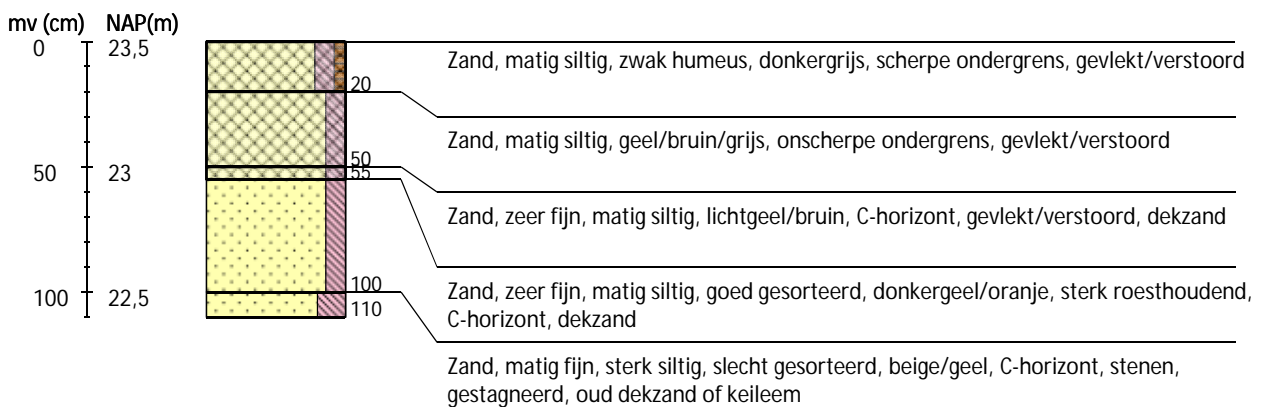 mv (cm) NAP(m)
0 23,5
Zand, matig siltig, zwak humeus, donkergrijs, scherpe ondergrens, gevlekt/verstoord
20
Zand, matig siltig, geel/bruin/grijs, onscherpe ondergrens, gevlekt/verstoord
50
50 23
55
Zand, zeer fijn, matig siltig, lichtgeel/bruin, C-horizont, gevlekt/verstoord, dekzand
100
Zand, zeer fijn, matig siltig, goed gesorteerd, donkergeel/oranje, sterk roesthoudend,
C-horizont, dekzand
100 22,5
110
Zand, matig fijn, sterk siltig, slecht gesorteerd, beige/geel, C-horizont, stenen,
gestagneerd, oud dekzand of keileem